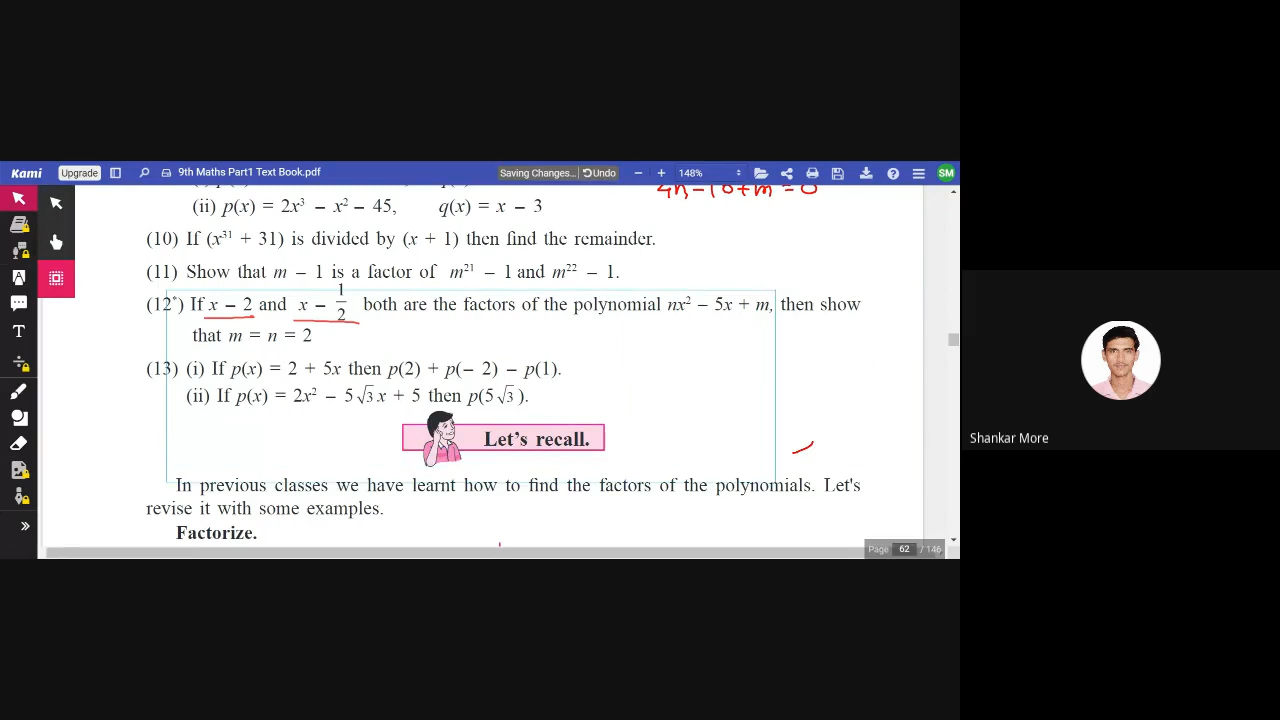 Kami
Upgrade
9th Maths Part1 Text Book.pdf
Saving Changes...
Undo
148%
SM
4n – 10 + m = 0
(ii) p(x) = 2x³ – x² – 45, q(x) = x – 3
(10) If (x³¹ + 31) is divided by (x + 1) then find the remainder.
(11) Show that m – 1 is a factor of m²¹ – 1 and m²² – 1.
(12*) If x – 2 and x – 1/2 both are the factors of the polynomial nx² – 5x + m, then show
that m = n = 2
(13) (i) If p(x) = 2 + 5x then p(2) + p(– 2) – p(1).
(ii) If p(x) = 2x² – 5√3 x + 5 then p(5√3 ).
Let's recall.
In previous classes we have learnt how to find the factors of the polynomials. Let's
revise it with some examples.
Factorize.
Page 62 / 146
Shankar More